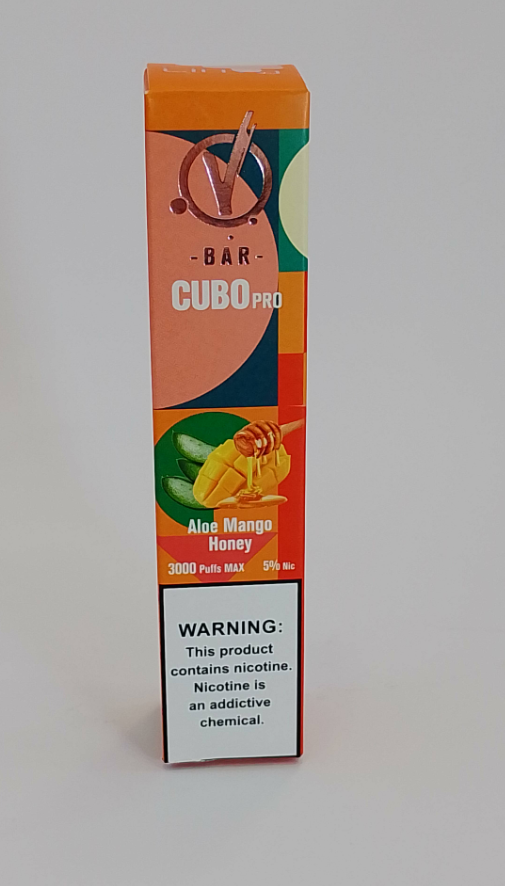 V
-BAR-
CUBO PRO
Aloe Mango
Honey
3000 Puffs MAX 5% Nic
WARNING:
This product
contains nicotine.
Nicotine is
an addictive
chemical.